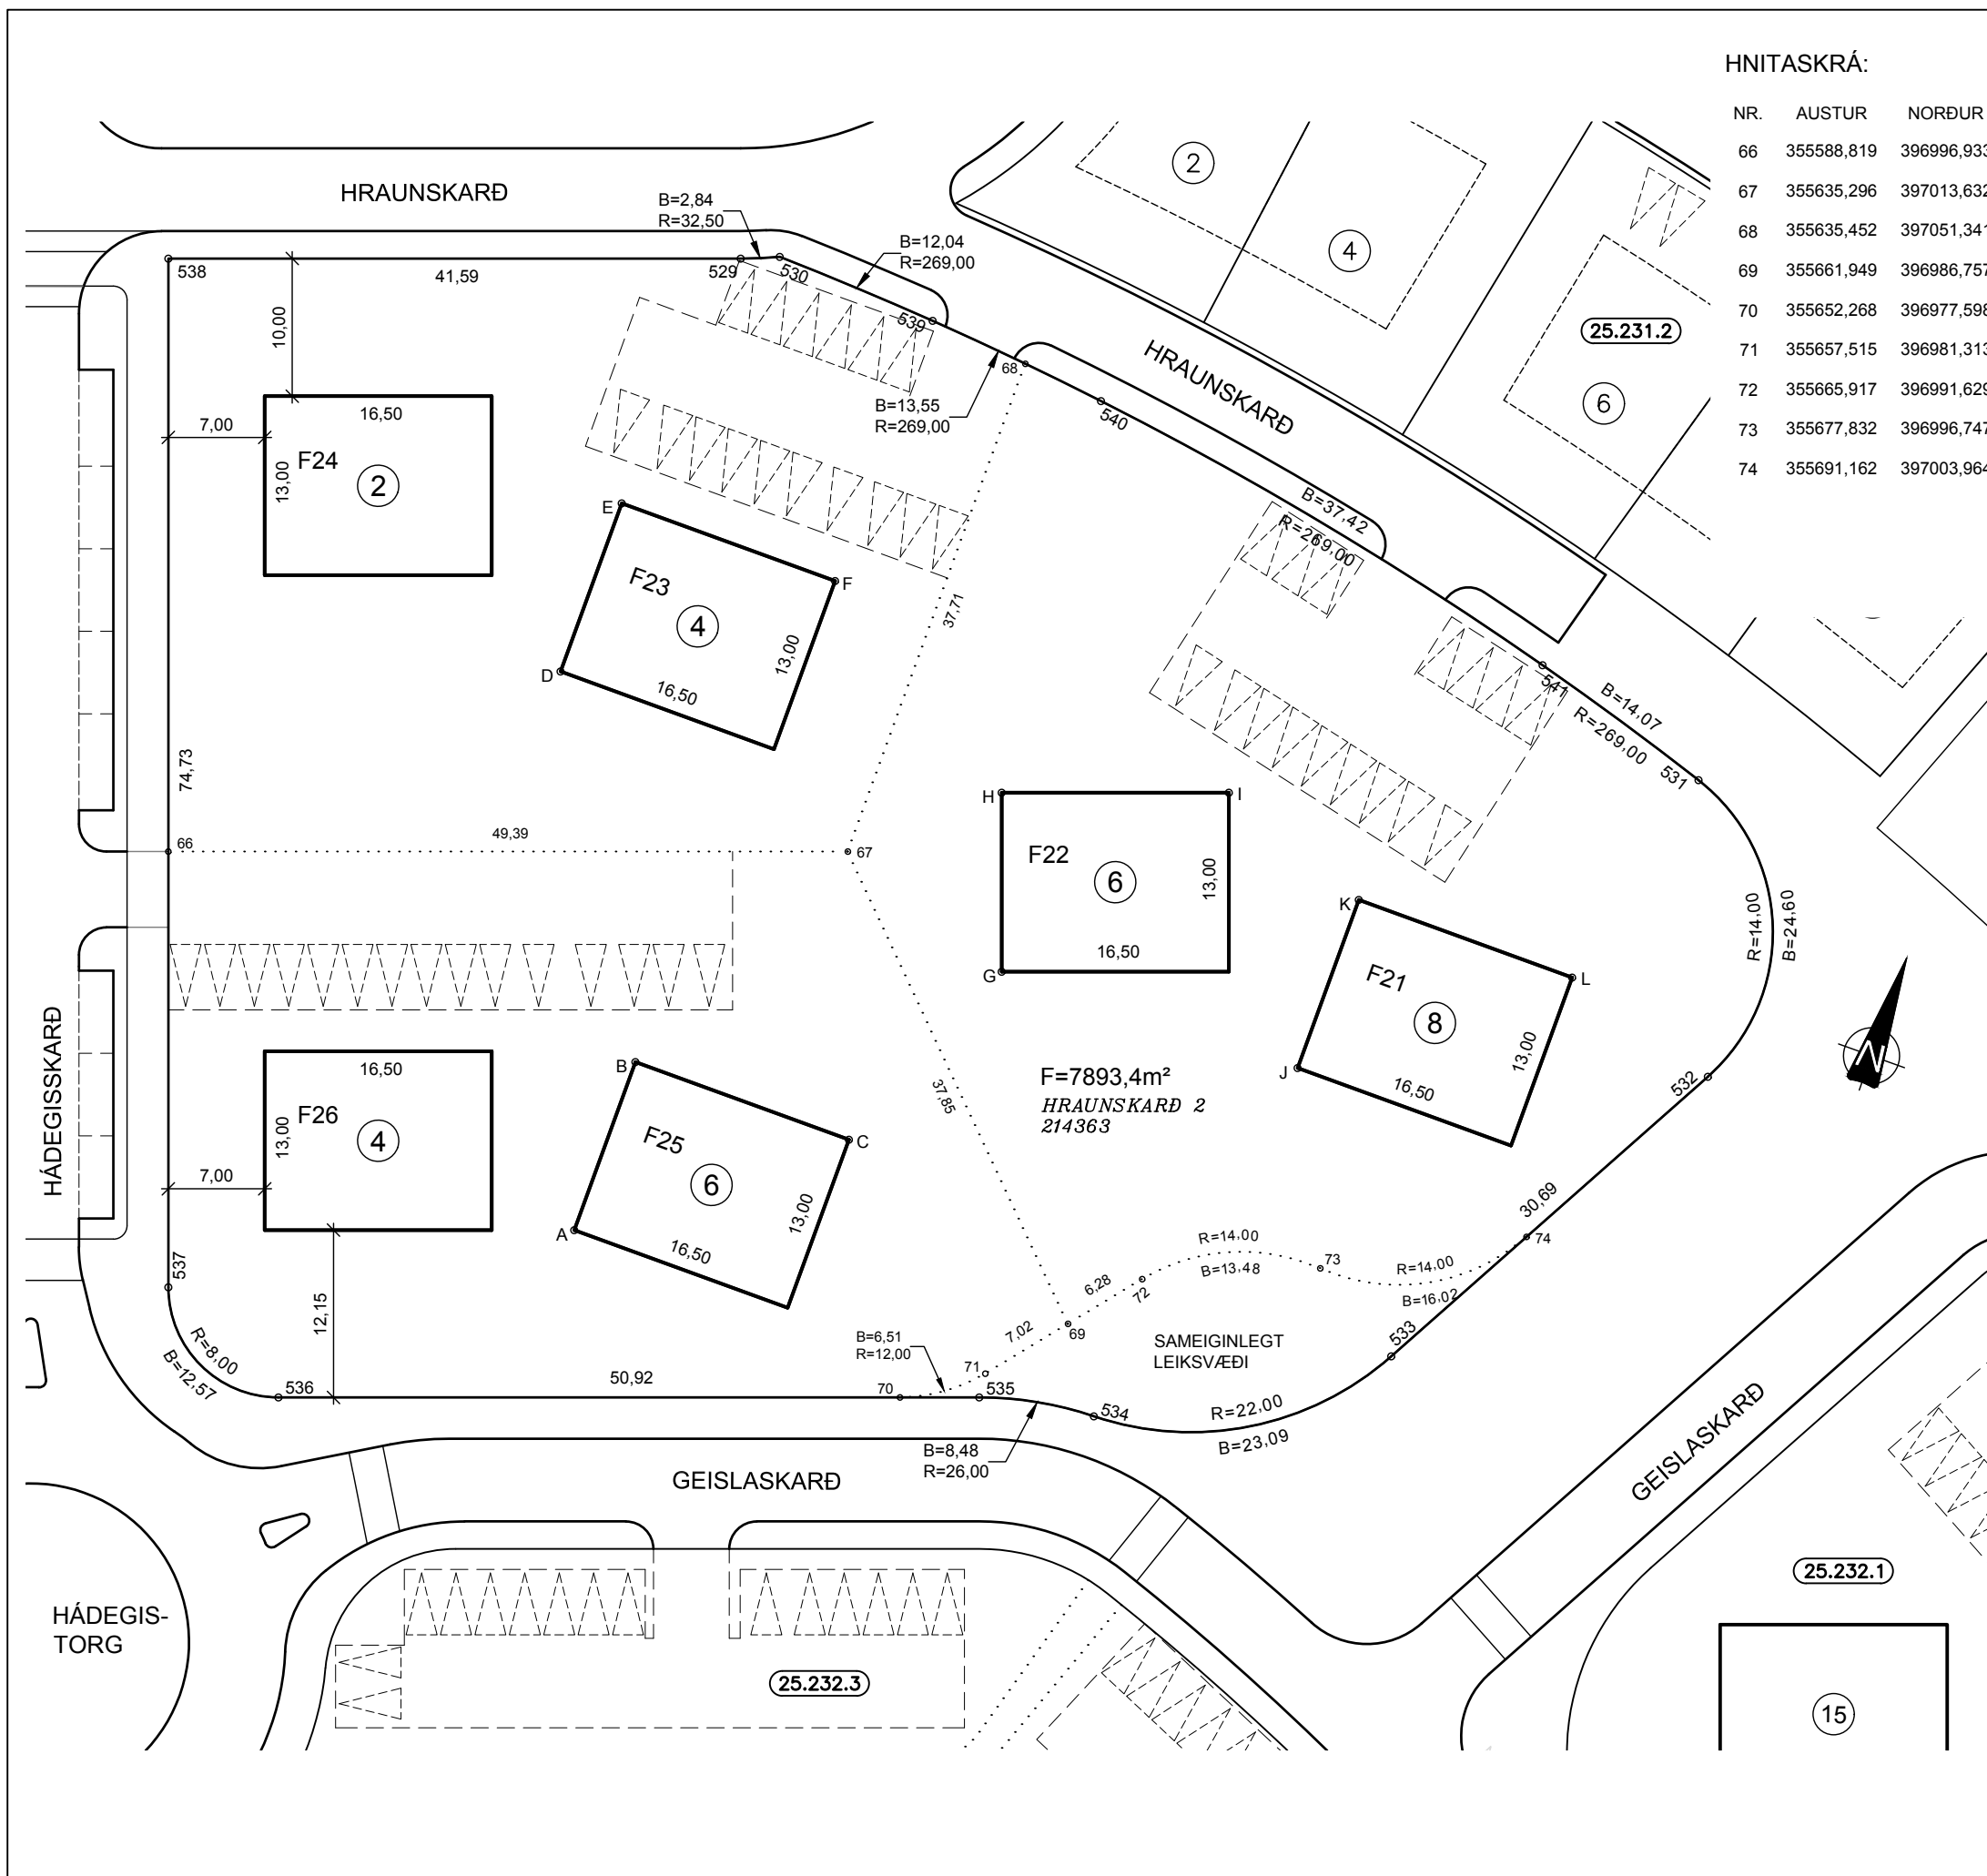 HNITASKRÁ:
NR. AUSTUR NORÐUR
66 355588,819 396996,933
67 355635,296 397013,632
68 355635,452 397051,341
69 355661,949 396986,757
70 355652,268 396977,598
71 355657,515 396981,313
72 355665,917 396991,629
73 355677,832 396996,747
74 355691,162 397003,964
HRAUNSKARÐ
B=2,84
R=32,50
B=12,04
R=269,00
2
4
6
25.231.2
538
41,59
529
530
539
10,00
68
HRAUNSKARÐ
B=13,55
R=269,00
540
7,00
16,50
F24
2
13,00
E
F23
4
F
13,00
D
16,50
37,71
B=37,42
R=269,00
541
B=14,07
R=269,00
531
74,73
66
49,39
67
H
I
F22
6
13,00
16,50
G
K
F21
8
L
13,00
J
16,50
R=14,00
B=24,60
N
HÁDEGISSKARÐ
16,50
F26
4
13,00
7,00
B
F25
6
C
13,00
A
16,50
37,85
F=7893,4m²
HRAUNSKARÐ 2
214363
532
30,69
74
537
12,15
R=8,00
B=12,57
536
50,92
B=6,51
R=12,00
70
71
535
7,02
69
6,28
72
R=14,00
B=13,48
73
R=14,00
B=16,02
SAMEIGINLEGT
LEIKSVÆÐI
533
534
R=22,00
B=23,09
B=8,48
R=26,00
GEISLASKARÐ
GEISLASKARÐ
HÁDEGIS-
TORG
25.232.3
25.232.1
15